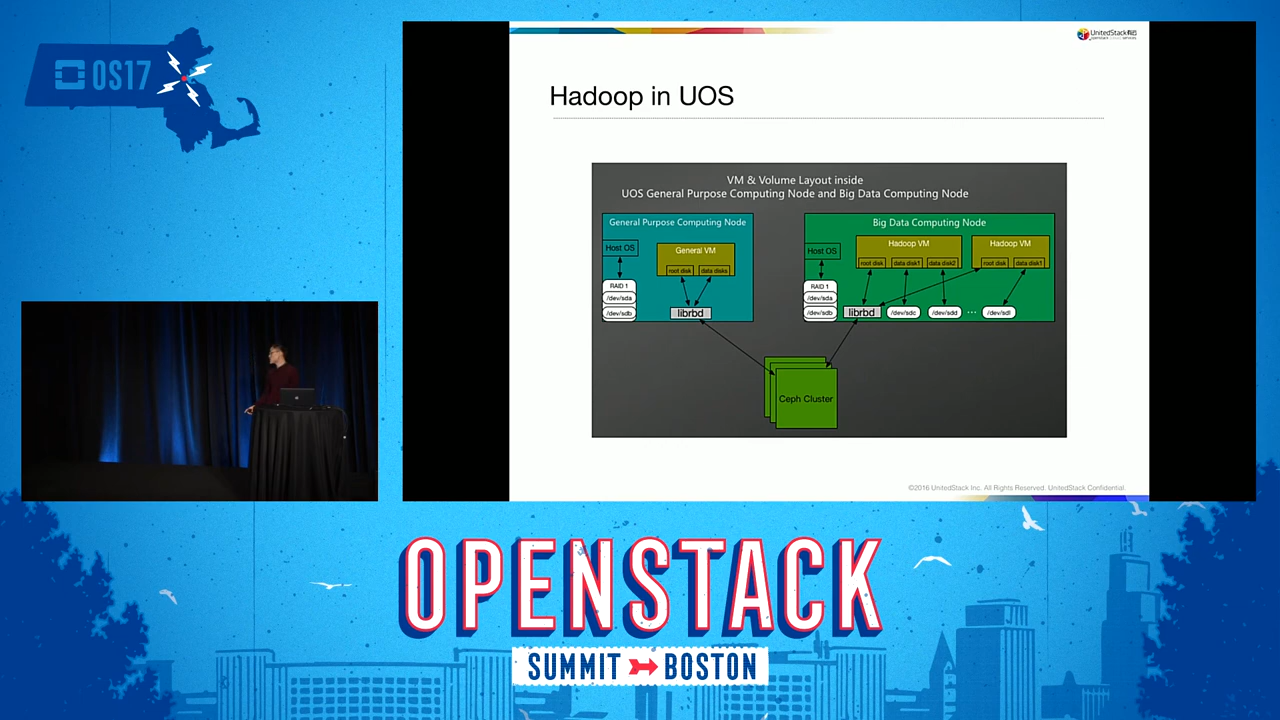 OS17
UnitedStack有云
Hadoop in UOS
VM & Volume Layout inside
UOS General Purpose Computing Node and Big Data Computing Node
General Purpose Computing Node
Host OS
General VM
root disk
data disks
RAID 1
/dev/sda
/dev/sdb
librbd
Big Data Computing Node
Host OS
Hadoop VM
root disk
data disk1
data disk2
Hadoop VM
root disk
data disk1
RAID 1
/dev/sda
/dev/sdb
librbd
/dev/sdc
/dev/sdd
...
/dev/sdl
Ceph Cluster
©2016 UnitedStack Inc. All Rights Reserved. UnitedStack Confidential.
OPENSTACK
SUMMIT BOSTON